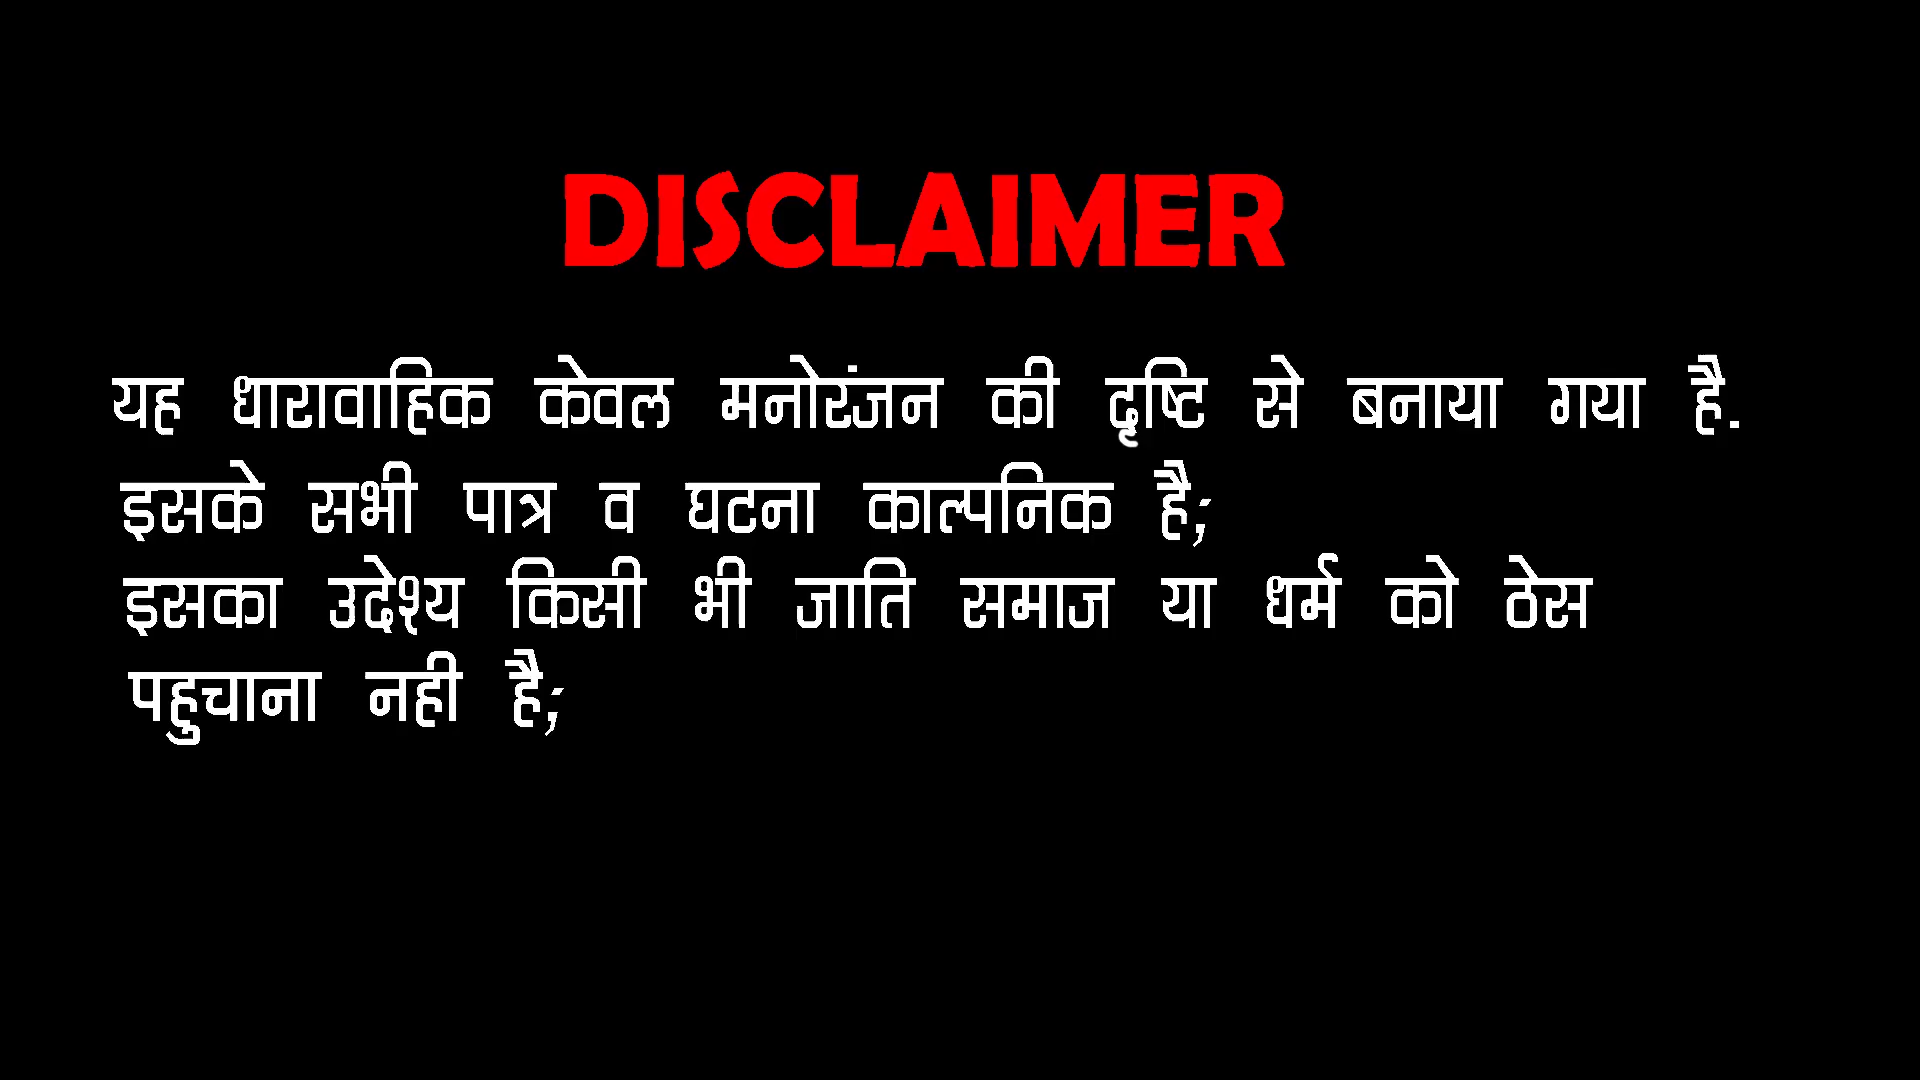 DISCLAIMER
यह धारावाहिक केवल मनोरंजन की दृष्टि से बनाया गया है.
इसके सभी पात्र व घटना काल्पनिक है;
इसका उदेश्य किसी भी जाति समाज या धर्म को ठेस
पहुचाना नही है;